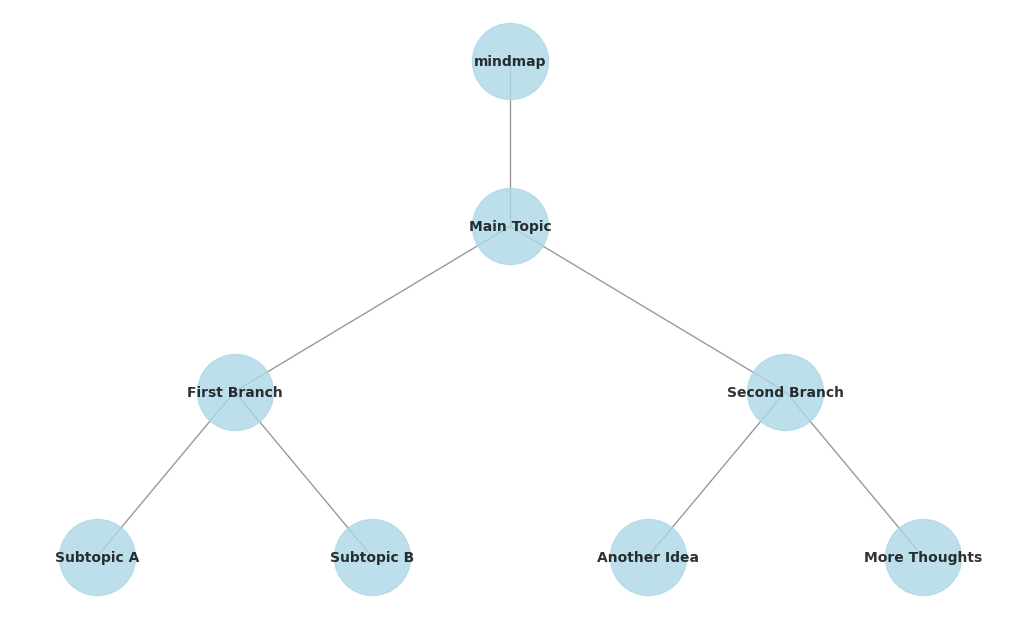 mindmap
Main Topic
First Branch
Second Branch
Subtopic A
Subtopic B
Another Idea
More Thoughts